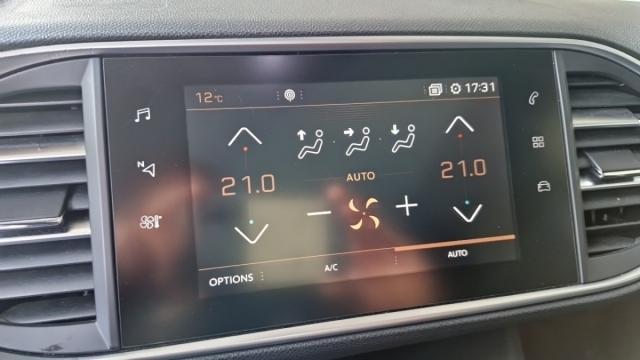 12°C 17:31
21.0 21.0
AUTO
OPTIONS A/C AUTO
N